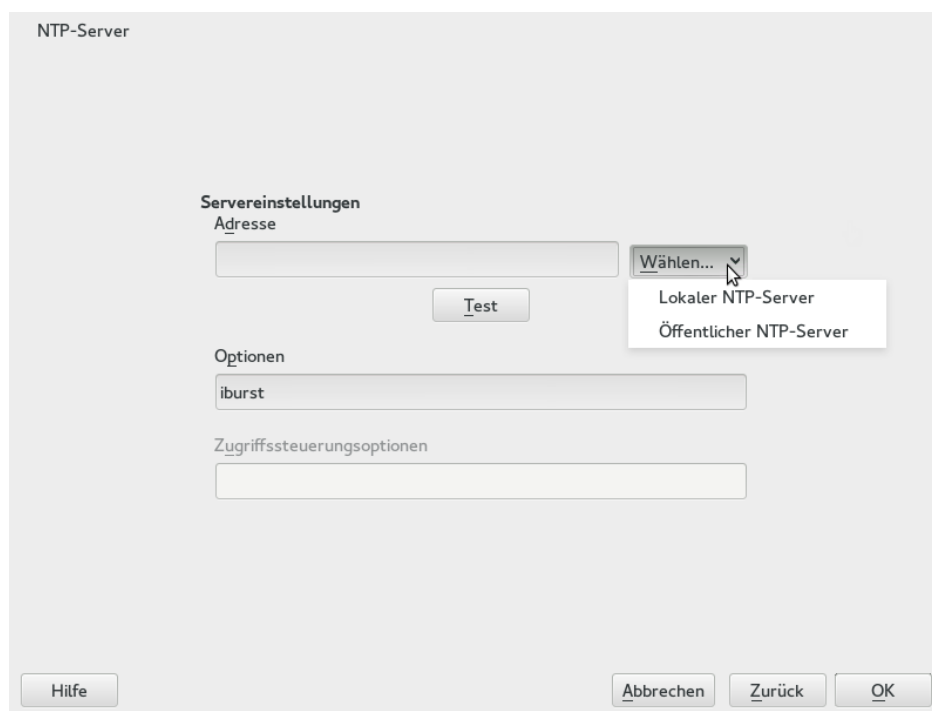 NTP-Server
Servereinstellungen
Adresse
Wählen...
Lokaler NTP-Server
Öffentlicher NTP-Server
Test
Optionen
iburst
Zugriffssteuerungsoptionen
Hilfe
Abbrechen
Zurück
OK